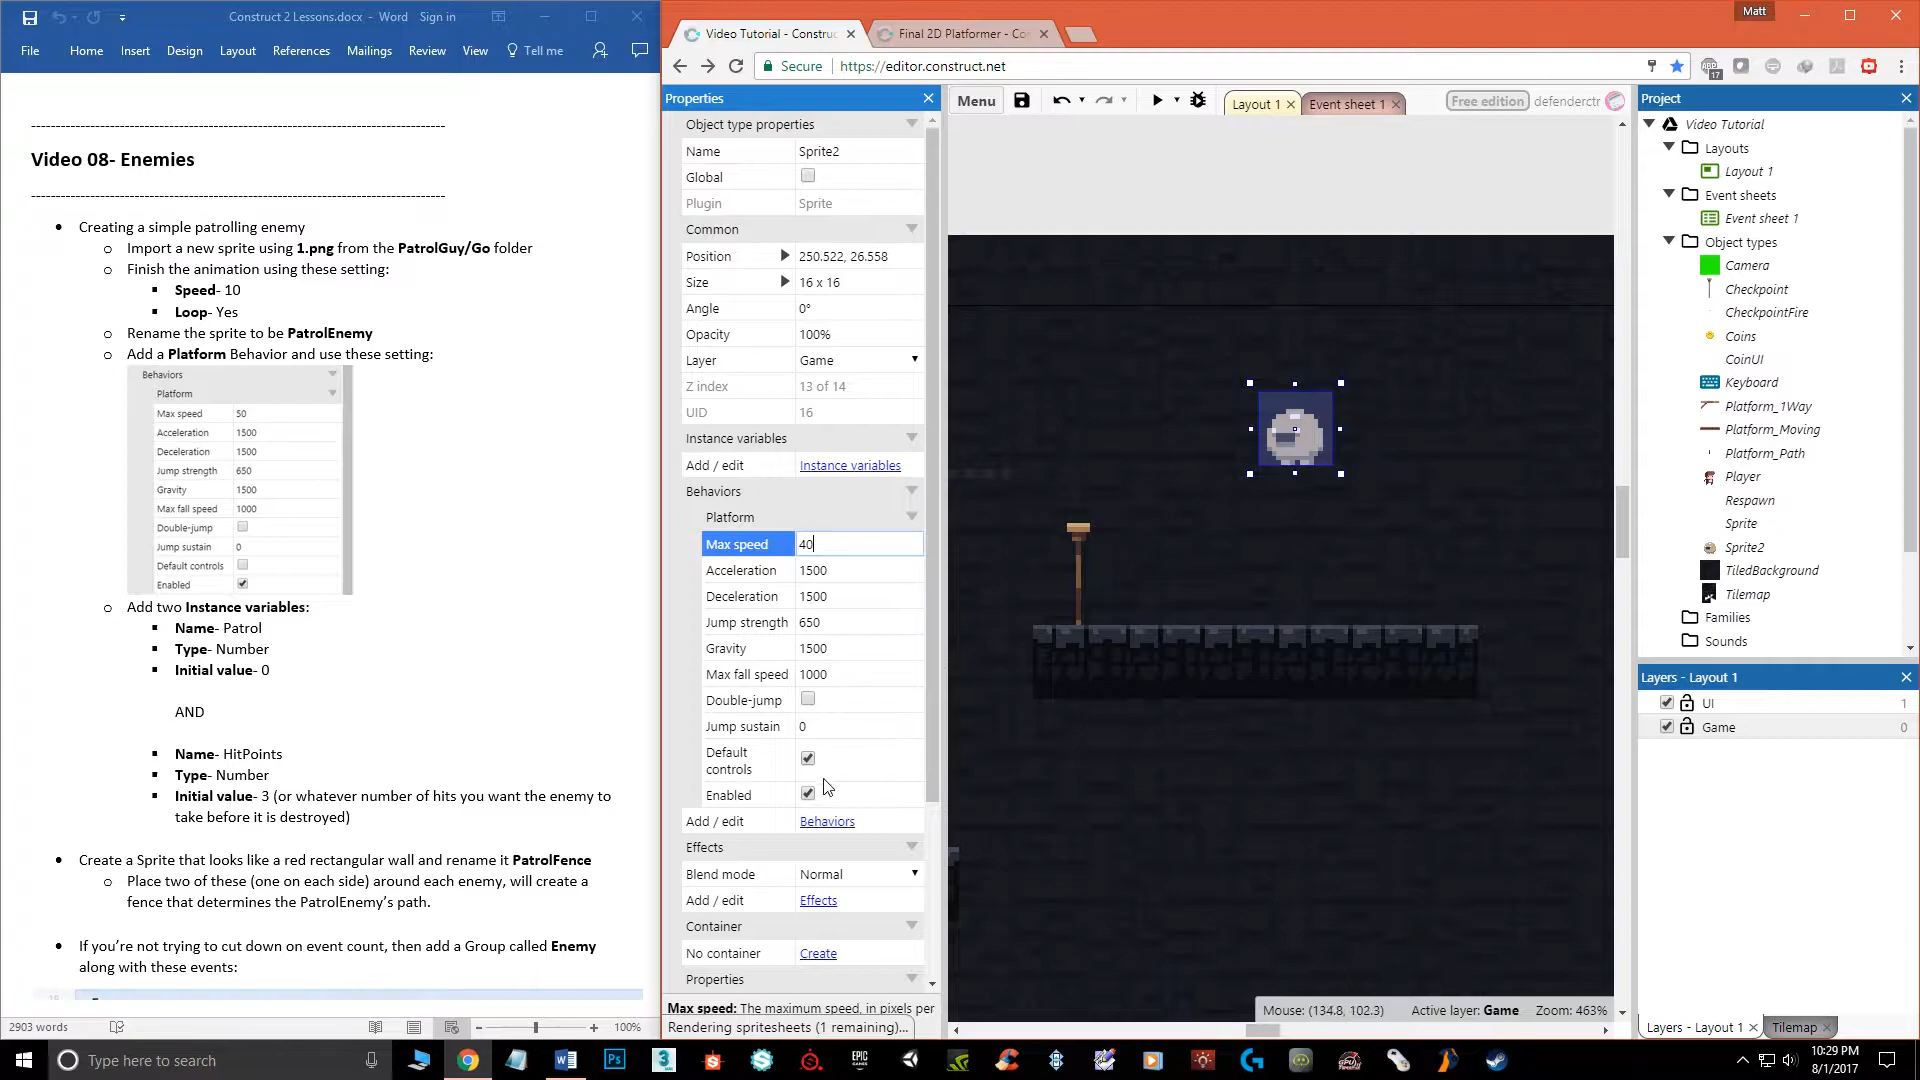 Construct 2 Lessons.docx - Word Sign in
File Home Insert Design Layout References Mailings Review View Tell me
Video 08- Enemies
Creating a simple patrolling enemy
Import a new sprite using 1.png from the PatrolGuy/Go folder
Finish the animation using these setting:
Speed- 10
Loop- Yes
Rename the sprite to be PatrolEnemy
Add a Platform Behavior and use these setting:
Behaviors
Platform
Max speed 50
Acceleration 1500
Deceleration 1500
Jump strength 650
Gravity 1500
Max fall speed 1000
Double-jump
Jump sustain 0
Default controls
Enabled
Add two Instance variables:
Name- Patrol
Type- Number
Initial value- 0
AND
Name- HitPoints
Type- Number
Initial value- 3 (or whatever number of hits you want the enemy to
take before it is destroyed)
Create a Sprite that looks like a red rectangular wall and rename it PatrolFence
Place two of these (one on each side) around each enemy, will create a
fence that determines the PatrolEnemy's path.
If you're not trying to cut down on event count, then add a Group called Enemy
along with these events:
2903 words
100%
Matt
Video Tutorial - Construc
Final 2D Platformer - Co
Secure https://editor.construct.net
17
Properties
Object type properties
Name Sprite2
Global
Plugin Sprite
Common
Position 250.522, 26.558
Size 16 x 16
Angle 0°
Opacity 100%
Layer Game
Z index 13 of 14
UID 16
Instance variables
Add / edit Instance variables
Behaviors
Platform
Max speed 40
Acceleration 1500
Deceleration 1500
Jump strength 650
Gravity 1500
Max fall speed 1000
Double-jump
Jump sustain 0
Default
controls
Enabled
Add / edit Behaviors
Effects
Blend mode Normal
Add / edit Effects
Container
No container Create
Properties
Max speed: The maximum speed, in pixels per
Rendering spritesheets (1 remaining)...
Menu
Layout 1
Event sheet 1
Free edition
defenderctr
Mouse: (134.8, 102.3) Active layer: Game Zoom: 463%
Project
Video Tutorial
Layouts
Layout 1
Event sheets
Event sheet 1
Object types
Camera
Checkpoint
CheckpointFire
Coins
CoinUI
Keyboard
Platform_1Way
Platform_Moving
Platform_Path
Player
Respawn
Sprite
Sprite2
TiledBackground
Tilemap
Families
Sounds
Layers - Layout 1
UI 1
Game 0
Layers - Layout 1
Tilemap
Type here to search
Ps
EPIC
GAMES
10:29 PM
8/1/2017